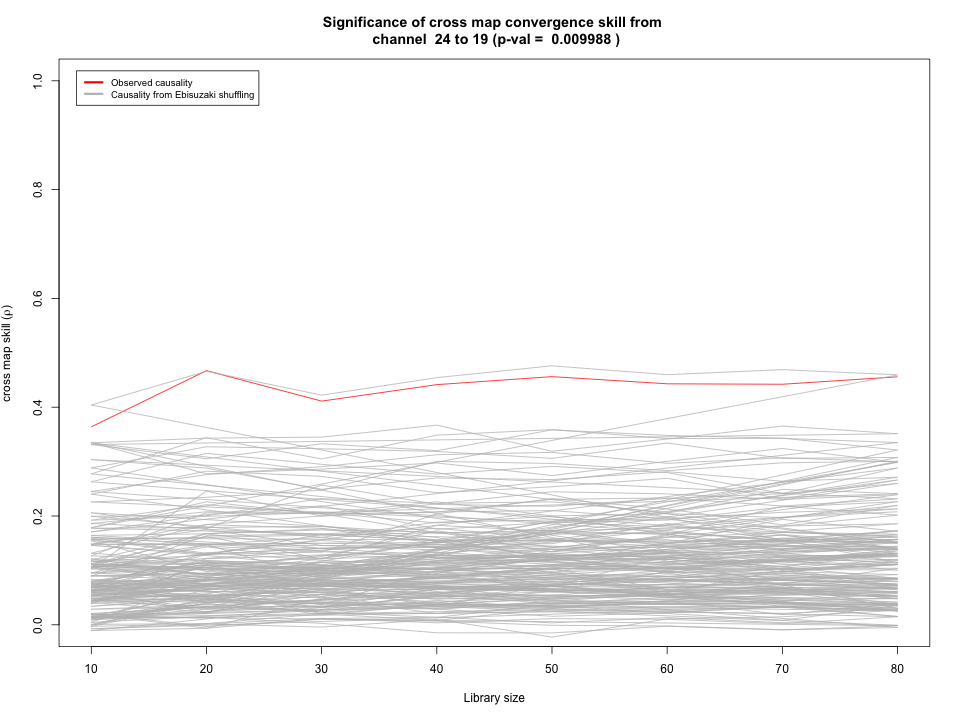 Significance of cross map convergence skill from
channel  24 to 19 (p-val =  0.009988 )
Observed causality
Causality from Ebisuzaki shuffling
1.0
0.8
0.6
0.4
0.2
0.0
cross map skill (ρ)
10 20 30 40 50 60 70 80
Library size